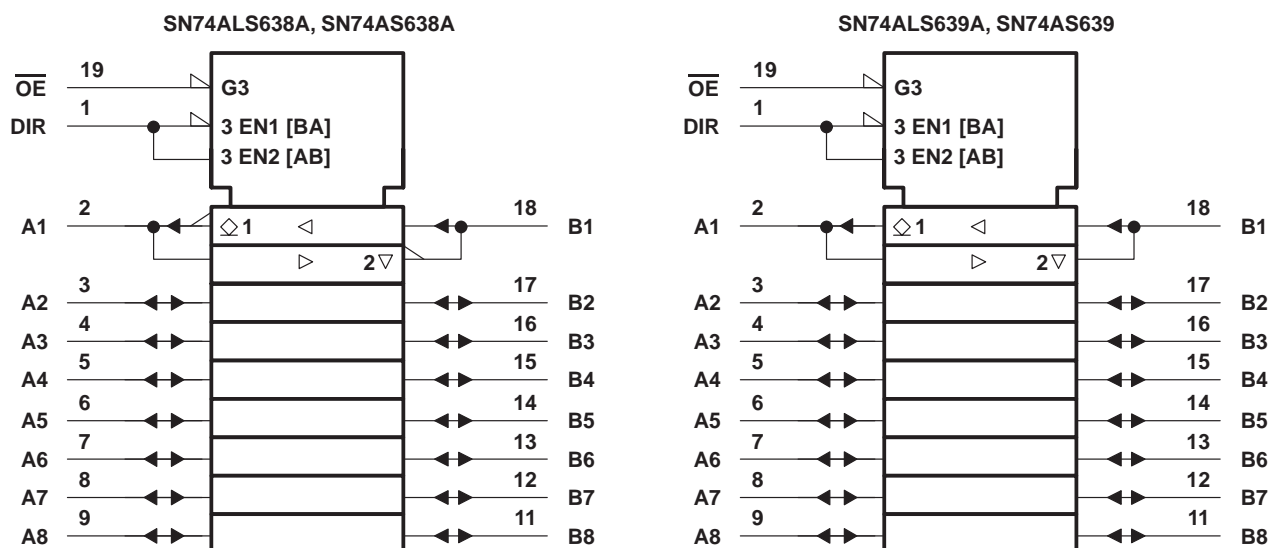 SN74ALS638A, SN74AS638A
OE 19 G3
DIR 1 3 EN1 [BA]
3 EN2 [AB]
A1 2 1 18 B1
2
A2 3 17 B2
A3 4 16 B3
A4 5 15 B4
A5 6 14 B5
A6 7 13 B6
A7 8 12 B7
A8 9 11 B8
SN74ALS639A, SN74AS639
OE 19 G3
DIR 1 3 EN1 [BA]
3 EN2 [AB]
A1 2 1 18 B1
2
A2 3 17 B2
A3 4 16 B3
A4 5 15 B4
A5 6 14 B5
A6 7 13 B6
A7 8 12 B7
A8 9 11 B8